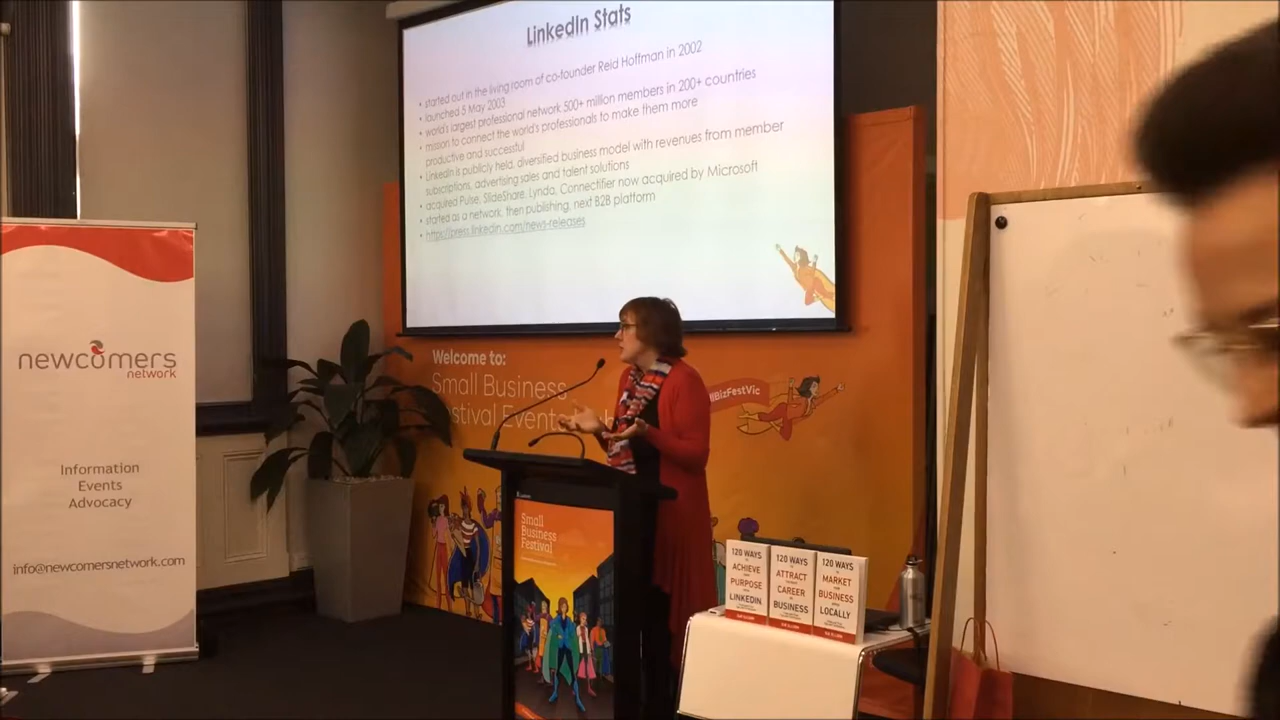 LinkedIn Stats
• started out in the living room of co-founder Reid Hoffman in 2002
• launched 5 May 2003
• world's largest professional network 500+ million members in 200+ countries
• mission to connect the world's professionals to make them more
productive and successful
• LinkedIn is publicly held, diversified business model with revenues from member
subscriptions, advertising sales and talent solutions
• acquired Pulse, SlideShare, Lynda, Connectifier now acquired by Microsoft
• started as a network, then publishing, next B2B platform
• https://press.linkedin.com/news-releases
newcomers
network
Information
Events
Advocacy
info@newcomersnetwork.com
Welcome to:
Small Business
Festival Events
BizFestVic
Small
Business
Festival
120 WAYS
TO
ACHIEVE
YOUR
PURPOSE
LINKEDIN
120 WAYS
TO
ATTRACT
CAREER
BUSINESS
120 WAYS
TO
MARKET
YOUR
BUSINESS
LOCALLY